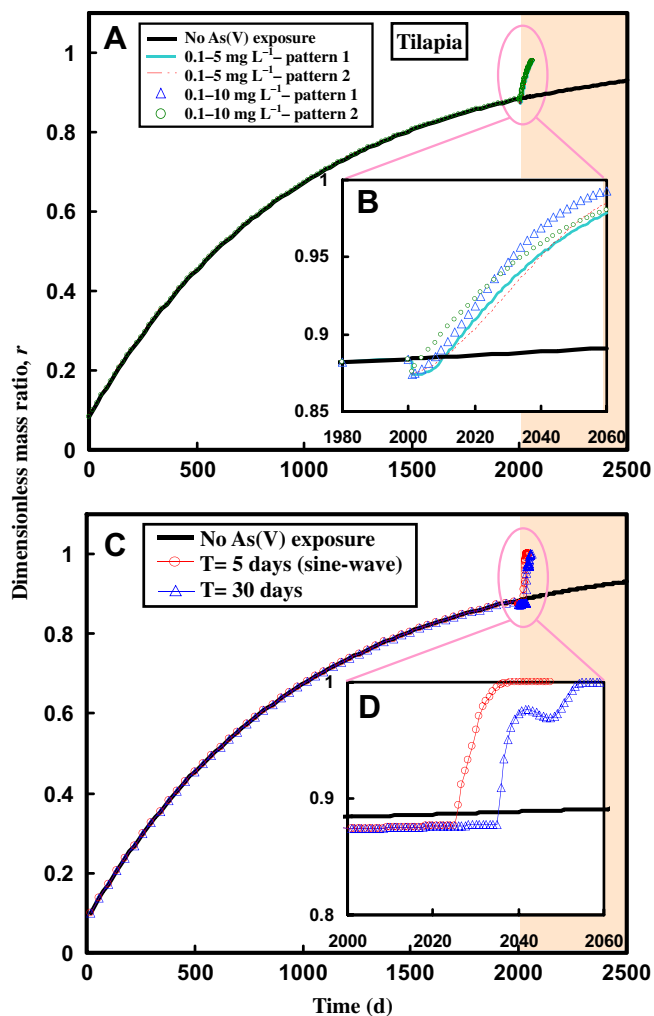 A
Tilapia
No As(V) exposure
0.1–5 mg L⁻¹– pattern 1
0.1–5 mg L⁻¹– pattern 2
0.1–10 mg L⁻¹– pattern 1
0.1–10 mg L⁻¹– pattern 2
1
0.8
0.6
0.4
0.2
0
0 500 1000 1500 2000 2500
B
1
0.95
0.9
0.85
1980 2000 2020 2040 2060
Dimensionless mass ratio, r
C
No As(V) exposure
T= 5 days (sine-wave)
T= 30 days
1
0.8
0.6
0.4
0.2
0
0 500 1000 1500 2000 2500
D
1
0.9
0.8
2000 2020 2040 2060
Time (d)